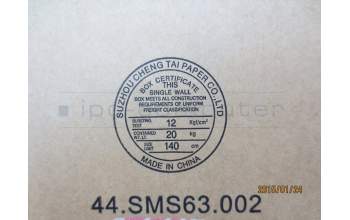 SUZHOU CHENG TAI PAPER CO.,LTD
BOX CERTIFICATE
THIS
SINGLE WALL
BOX MEETS ALL CONSTRUCTION
REQUIREMENTS OF UNIFORM
FREIGHT CLASSIFICATION
BURSTING TEST 12 Kgf/cm²
CONTAINED WT. LT. 20 kg
SIZE LIMIT 140 cm
MADE IN CHINA
44.SMS63.002
2015/01/24